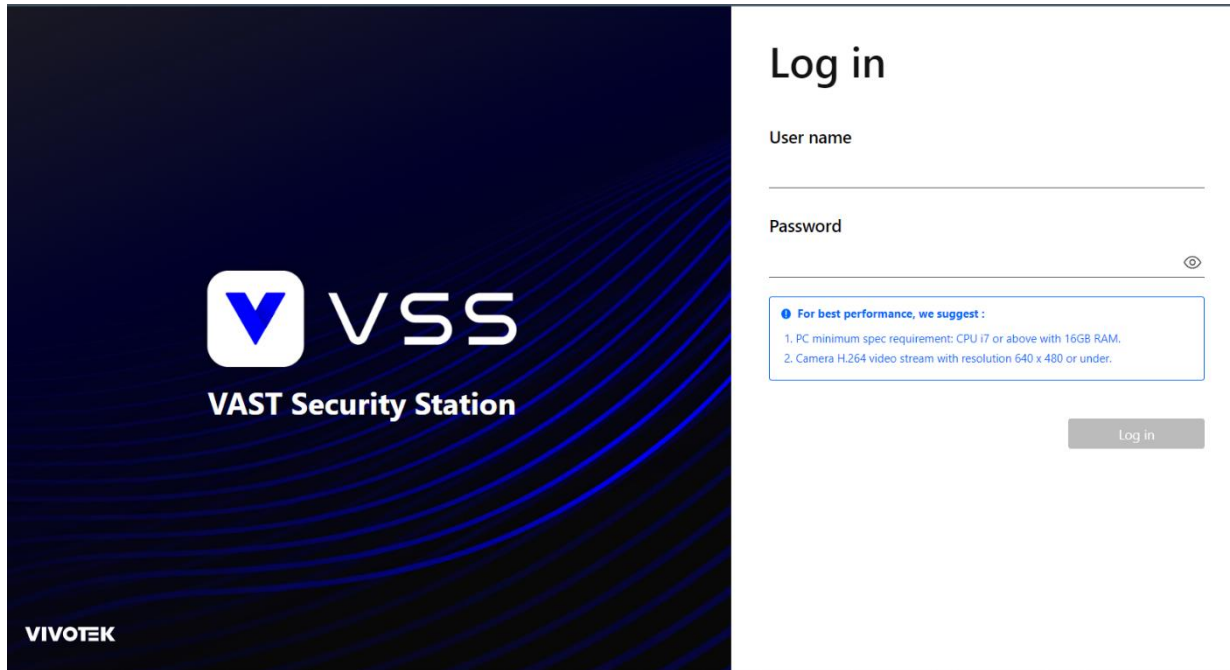 VSS
VAST Security Station
VIVOTEK
Log in
User name
Password
For best performance, we suggest :
1. PC minimum spec requirement: CPU i7 or above with 16GB RAM.
2. Camera H.264 video stream with resolution 640 x 480 or under.
Log in